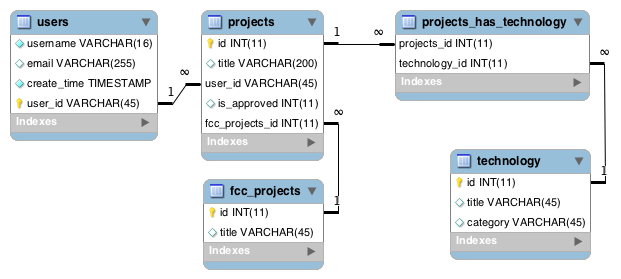 users
username VARCHAR(16)
email VARCHAR(255)
create_time TIMESTAMP
user_id VARCHAR(45)
Indexes
1
∞
projects
id INT(11)
title VARCHAR(200)
user_id VARCHAR(45)
is_approved INT(11)
fcc_projects_id INT(11)
Indexes
1
∞
projects_has_technology
projects_id INT(11)
technology_id INT(11)
Indexes
∞
∞
1
fcc_projects
id INT(11)
title VARCHAR(45)
1
technology
id INT(11)
title VARCHAR(45)
category VARCHAR(45)
Indexes